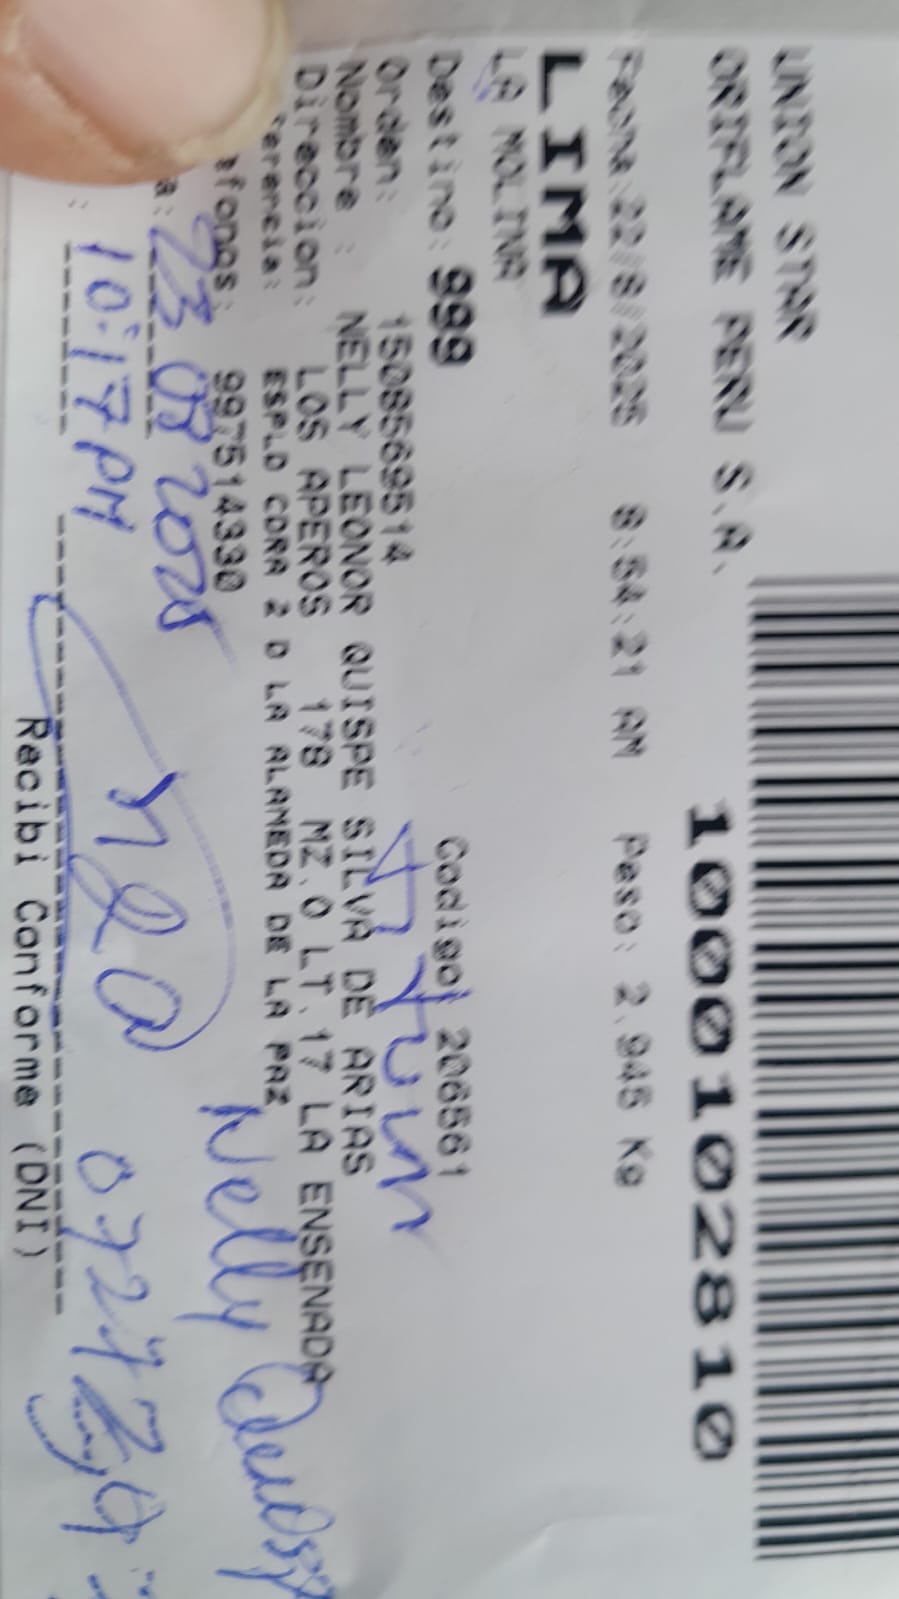 UNION STAR
ORIFLAME PERU S.A. 10001028810
Fecha:22/8/2025 8:54:21 AM Peso: 2.945 Kg
LIMA
LA MOLINA
Destino: 999 Codigo 206561
Orden: 1508569514
Nombre : NELLY LEONOR QUISPE SILVA DE ARIAS
Direccion: LOS APEROS 178 MZ.O LT.17 LA ENSENADA
ferencia: ESPLD CDRA 2 D LA ALAMEDA DE LA PAZ
efonos: 997514330
Nelly
a: 23 08 2025
: 10:17 PM
Recibi Conforme (DNI)